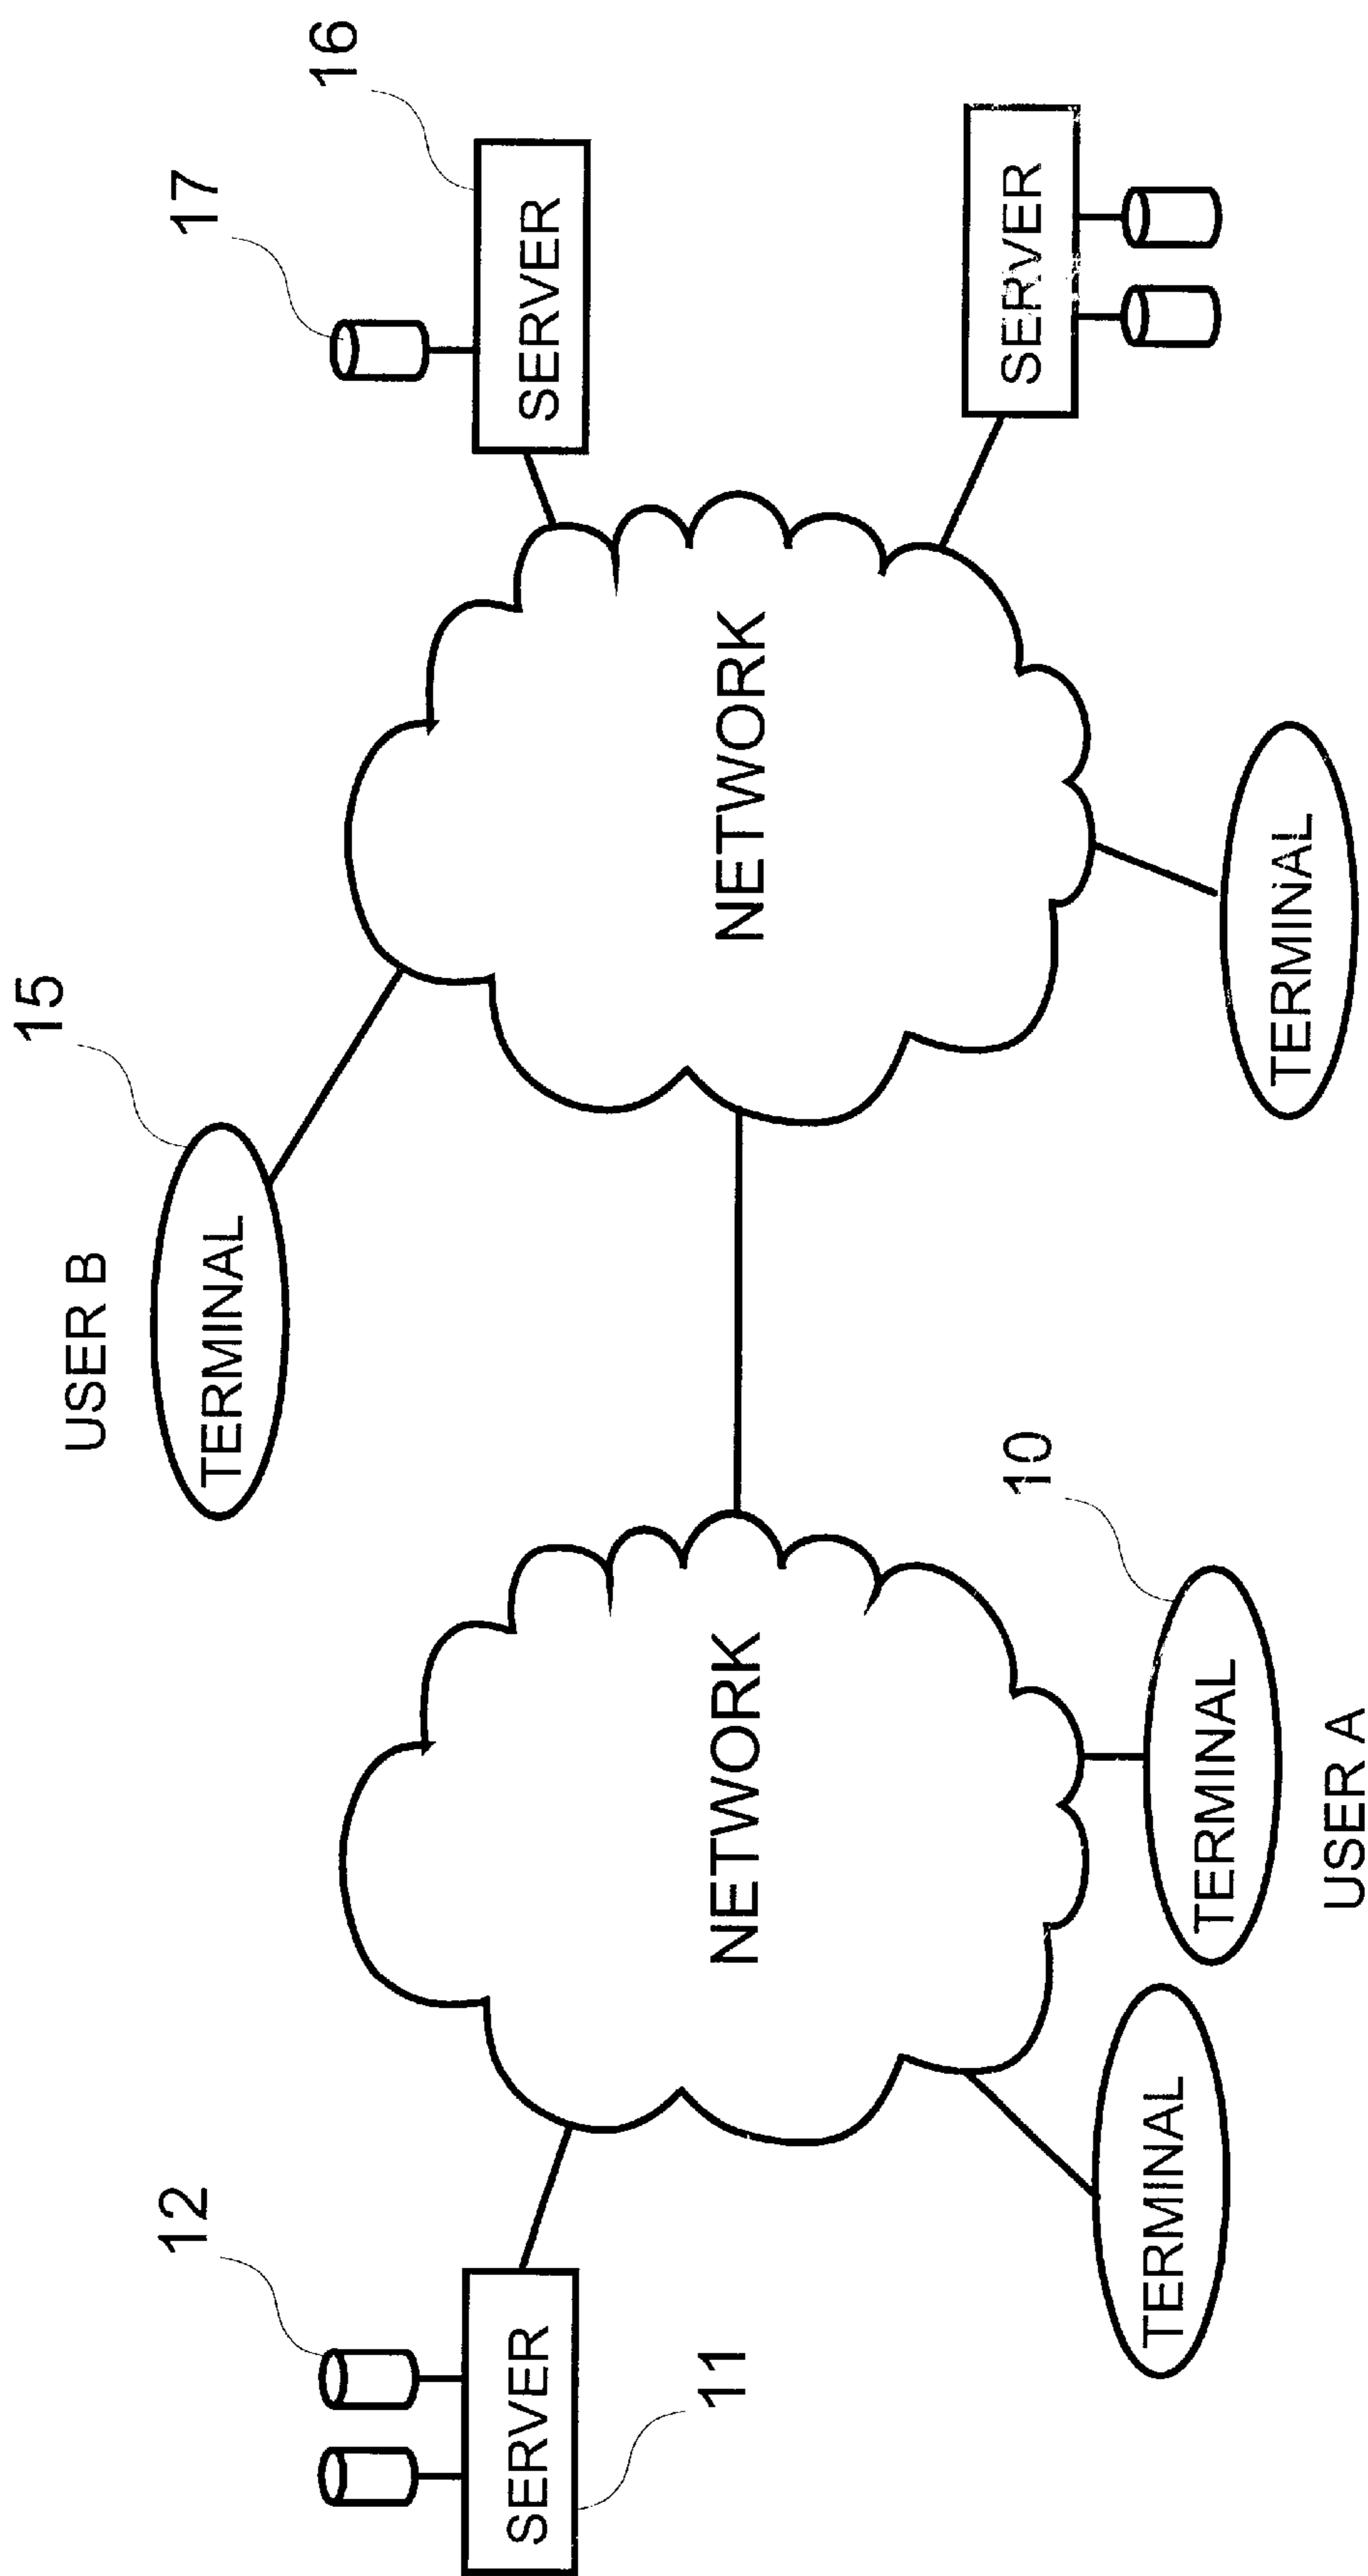 15
USER B
12
17
TERMINAL
16
SERVER
SERVER
11
NETWORK
NETWORK
10
SERVER
TERMINAL
TERMINAL
TERMINAL
USER A